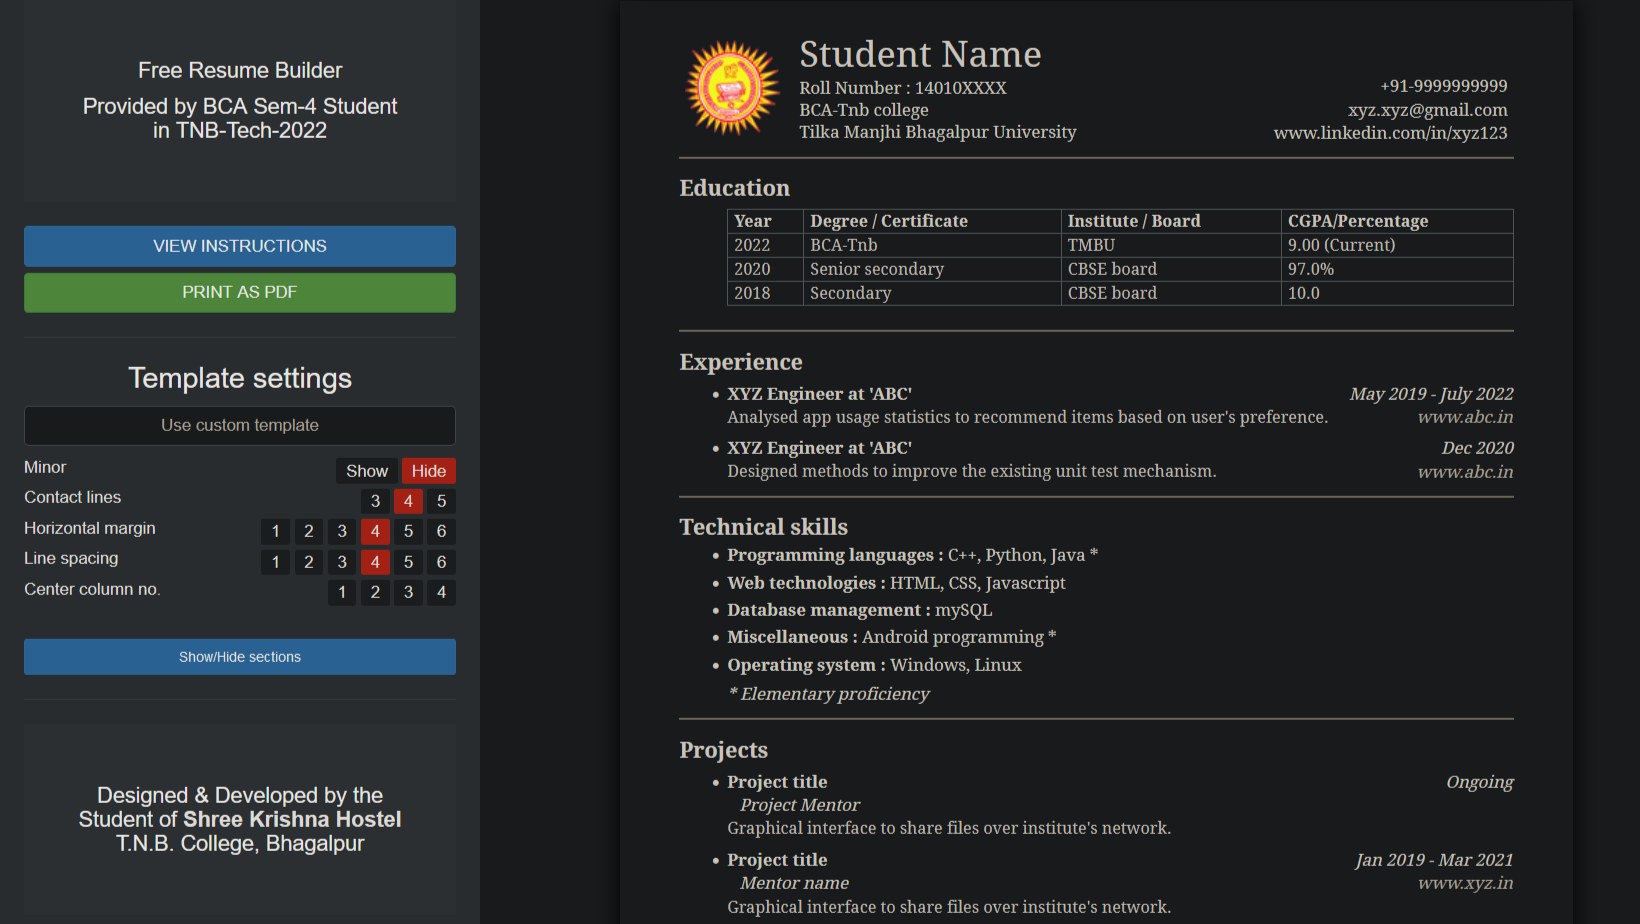 Free Resume Builder
Provided by BCA Sem-4 Student
in TNB-Tech-2022
VIEW INSTRUCTIONS
PRINT AS PDF
Template settings
Use custom template
Minor Show Hide
Contact lines 3 4 5
Horizontal margin 1 2 3 4 5 6
Line spacing 1 2 3 4 5 6
Center column no. 1 2 3 4
Show/Hide sections
Designed & Developed by the
Student of Shree Krishna Hostel
T.N.B. College, Bhagalpur
Student Name
Roll Number : 14010XXXX
BCA-Tnb college
Tilka Manjhi Bhagalpur University
+91-9999999999
xyz.xyz@gmail.com
www.linkedin.com/in/xyz123
Education
Year Degree / Certificate Institute / Board CGPA/Percentage
2022 BCA-Tnb TMBU 9.00 (Current)
2020 Senior secondary CBSE board 97.0%
2018 Secondary CBSE board 10.0
Experience
• XYZ Engineer at 'ABC' May 2019 - July 2022
Analysed app usage statistics to recommend items based on user's preference. www.abc.in
• XYZ Engineer at 'ABC' Dec 2020
Designed methods to improve the existing unit test mechanism. www.abc.in
Technical skills
• Programming languages : C++, Python, Java *
• Web technologies : HTML, CSS, Javascript
• Database management : mySQL
• Miscellaneous : Android programming *
• Operating system : Windows, Linux
* Elementary proficiency
Projects
• Project title Ongoing
Project Mentor
Graphical interface to share files over institute's network.
• Project title Jan 2019 - Mar 2021
Mentor name www.xyz.in
Graphical interface to share files over institute's network.